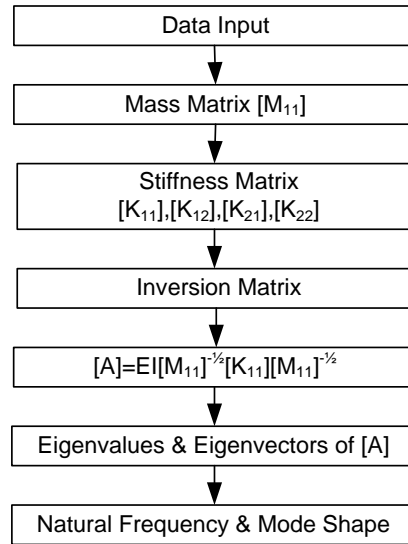 Data Input
Mass Matrix [M₁₁]
Stiffness Matrix
[K₁₁],[K₁₂],[K₂₁],[K₂₂]
Inversion Matrix
[A]=EI[M₁₁]⁻½[K₁₁][M₁₁]⁻½
Eigenvalues & Eigenvectors of [A]
Natural Frequency & Mode Shape